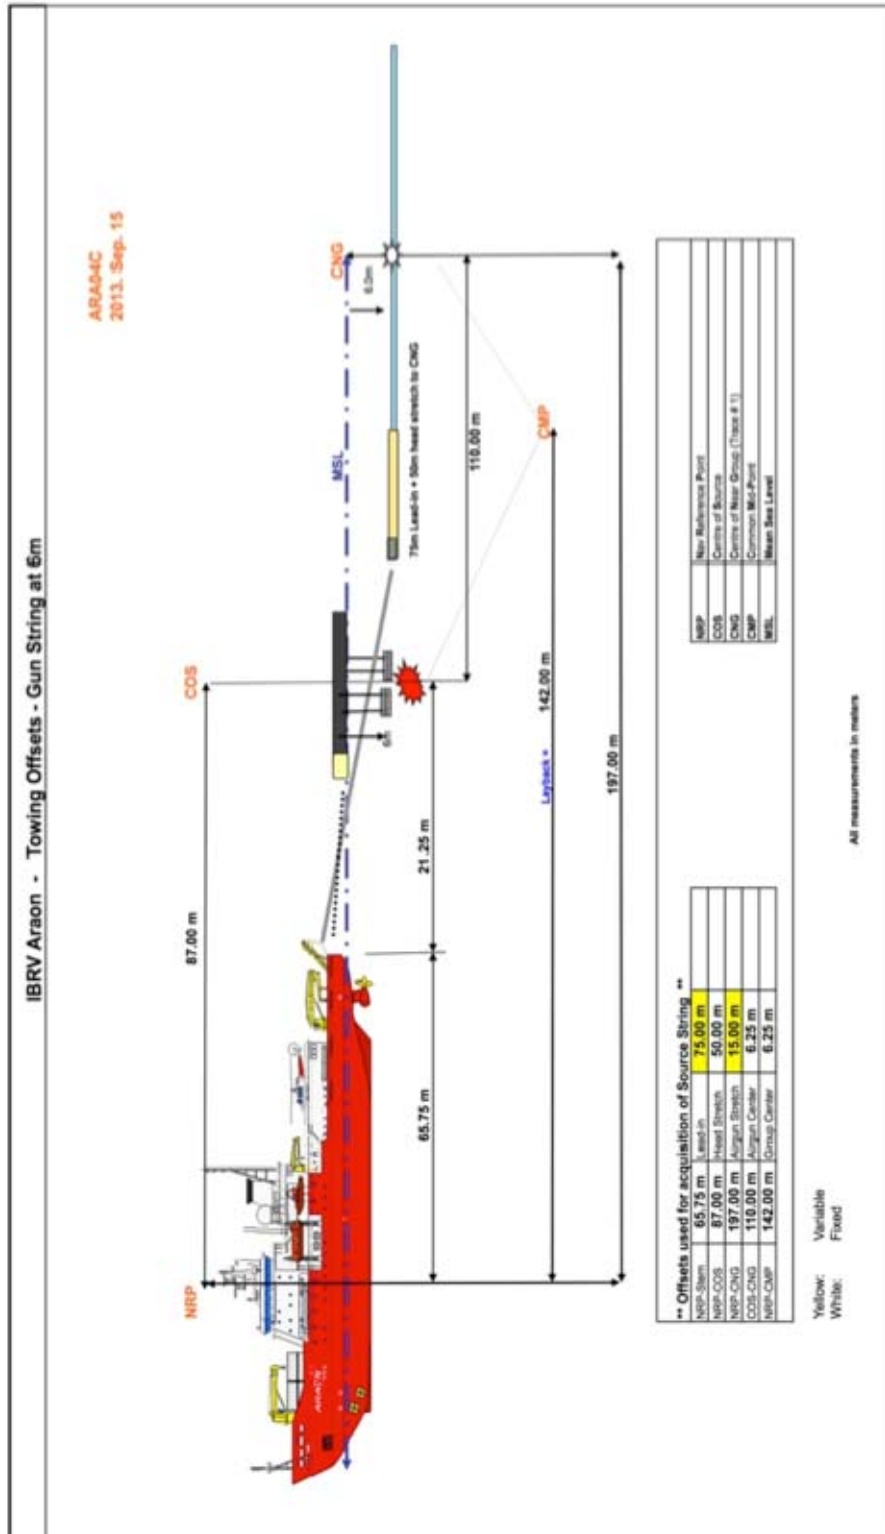 IBRV Araon - Towing Offsets - Gun String at 6m
ARA04C
2013. Sep. 15
NRP
COS
CNG
87.00 m
MSL
6.0m
6m
75m Lead-in + 50m head stretch to CNG
65.75 m
21.25 m
110.00 m
CMP
Layback =
142.00 m
197.00 m
ARAON
** Offsets used for acquisition of Source String **
NRP-Stern 65.75 m Lead-in 75.00 m
NRP-COS 87.00 m Head Stretch 50.00 m
NRP-CNG 197.00 m Airgun Stretch 15.00 m
COS-CNG 110.00 m Airgun Center 6.25 m
NRP-CMP 142.00 m Group Center 6.25 m
NRP Nav Reference Point
COS Centre of Source
CNG Centre of Near Group (Trace # 1)
CMP Common Mid-Point
MSL Mean Sea Level
Yellow: Variable
White: Fixed
All measurements in meters